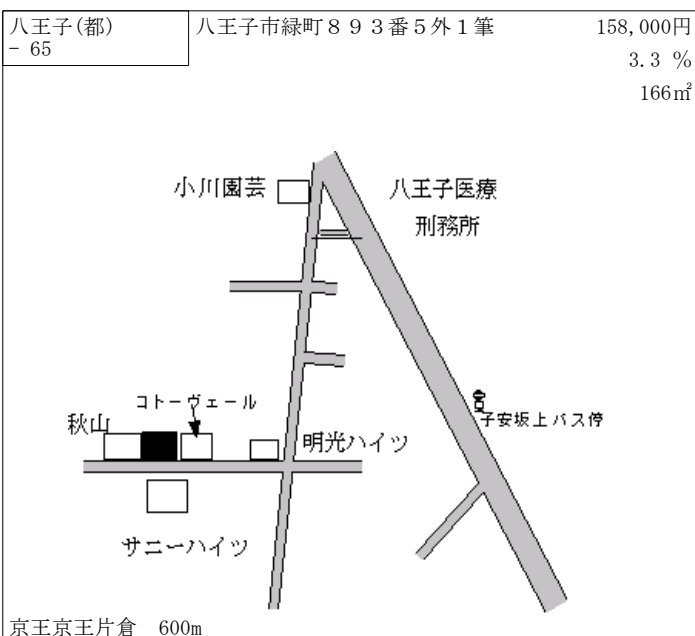 八王子(都)
- 65
八王子市緑町８９３番５外１筆
158,000円
3.3 %
166㎡
小川園芸
八王子医療
刑務所
コトーヴェール
秋山
明光ハイツ
子安坂上バス停
サニーハイツ
京王京王片倉　600m